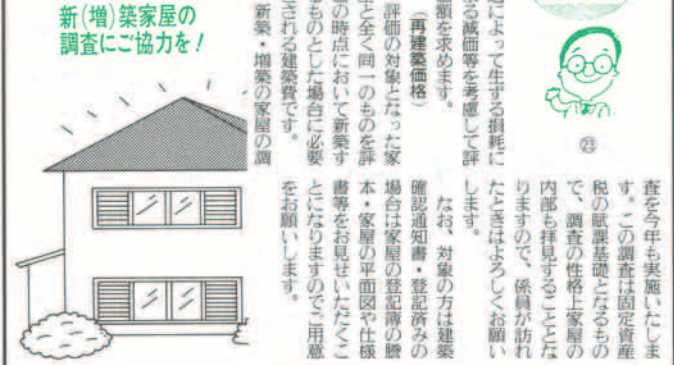 新(増)築家屋の
調査にご協力を!
㉓
によって生ずる損耗に
る減価等を考慮して評
額を求めます。
(再建築価格)
評価の対象となった家
と全く同一のものを評
の時点において新築す
ものとした場合に必要
される建築費です。
新築・増築の家屋の調
査を今年も実施いたしま
す。この調査は固定資産
税の賦課基礎となるもの
で、調査の性格上家屋の
内部も拝見することとな
りますので、係員が訪れ
たときはよろしくお願い
します。
なお、対象の方は建築
確認通知書・登記済みの
場合は家屋の登記簿の謄
本・家屋の平面図や仕様
書等をお見せいただくこ
とになりますのでご用意
をお願いします。